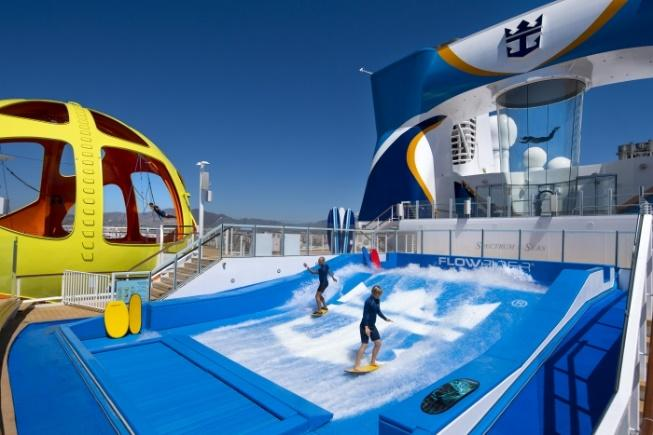 SPECTRUM OF THE SEAS
FLOWRIDER
®